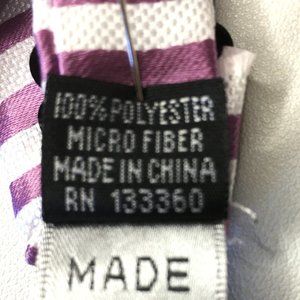 100% POLYESTER
MICRO FIBER
MADE IN CHINA
RN 133360
MADE